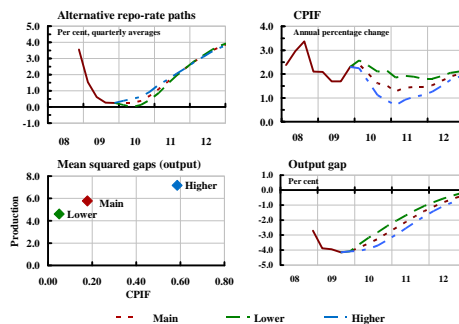 Alternative repo-rate paths
Per cent, quarterly averages
5.0
4.0
3.0
2.0
1.0
0.0
-1.0
08 09 10 11 12
CPIF
Annual percentage change
4.0
3.0
2.0
1.0
0.0
08 09 10 11 12
Mean squared gaps (output)
Production
8.0
6.0
4.0
2.0
0.0
Higher
Main
Lower
0.00 0.20 0.40 0.60 0.80
CPIF
Output gap
Per cent
1.0
0.0
-1.0
-2.0
-3.0
-4.0
-5.0
08 09 10 11 12
Main Lower Higher